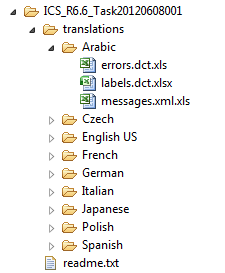 ICS_R6.6_Task20120608001
translations
Arabic
errors.dct.xls
labels.dct.xlsx
messages.xml.xls
Czech
English US
French
German
Italian
Japanese
Polish
Spanish
readme.txt